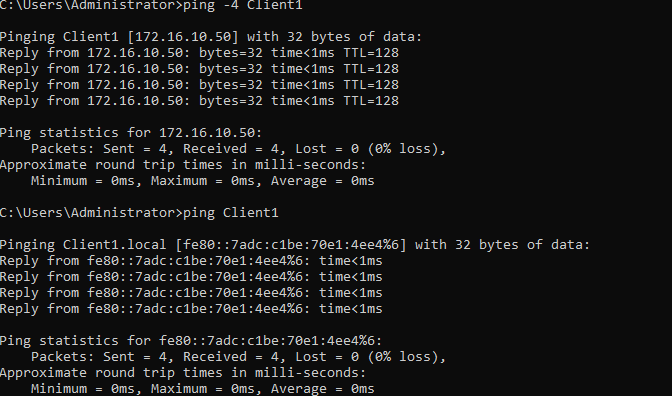 C:\Users\Administrator>ping -4 Client1
Pinging Client1 [172.16.10.50] with 32 bytes of data:
Reply from 172.16.10.50: bytes=32 time<1ms TTL=128
Reply from 172.16.10.50: bytes=32 time<1ms TTL=128
Reply from 172.16.10.50: bytes=32 time<1ms TTL=128
Reply from 172.16.10.50: bytes=32 time<1ms TTL=128
Ping statistics for 172.16.10.50:
    Packets: Sent = 4, Received = 4, Lost = 0 (0% loss),
Approximate round trip times in milli-seconds:
    Minimum = 0ms, Maximum = 0ms, Average = 0ms
C:\Users\Administrator>ping Client1
Pinging Client1.local [fe80::7adc:c1be:70e1:4ee4%6] with 32 bytes of data:
Reply from fe80::7adc:c1be:70e1:4ee4%6: time<1ms
Reply from fe80::7adc:c1be:70e1:4ee4%6: time<1ms
Reply from fe80::7adc:c1be:70e1:4ee4%6: time<1ms
Reply from fe80::7adc:c1be:70e1:4ee4%6: time<1ms
Ping statistics for fe80::7adc:c1be:70e1:4ee4%6:
    Packets: Sent = 4, Received = 4, Lost = 0 (0% loss),
Approximate round trip times in milli-seconds:
    Minimum = 0ms, Maximum = 0ms, Average = 0ms